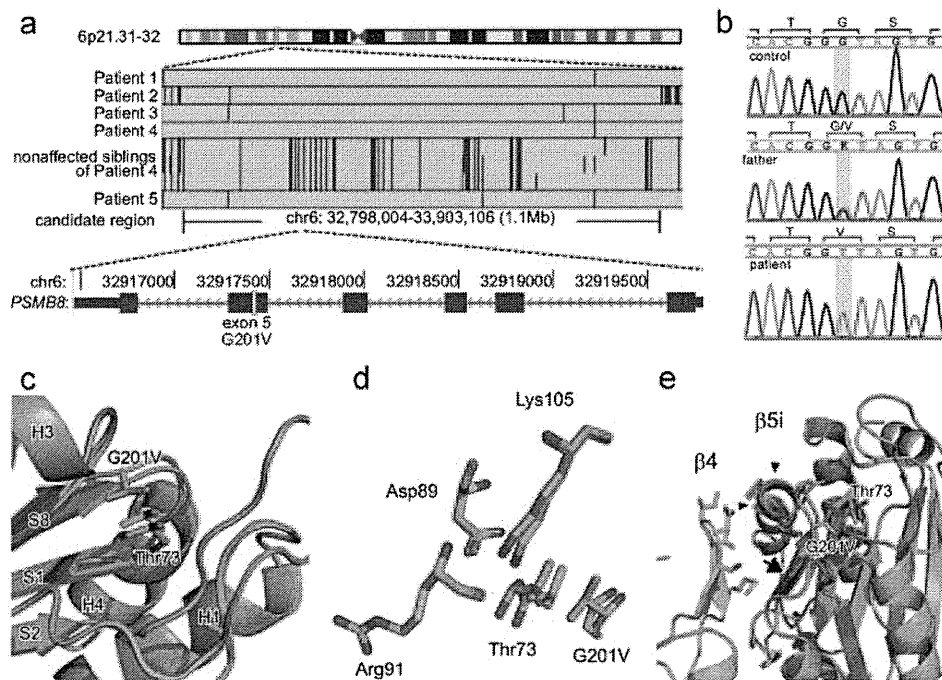 a
6p21.31-32
Patient 1
Patient 2
Patient 3
Patient 4
nonaffected siblings
of Patient 4
Patient 5
candidate region
chr6: 32,798,004-33,903,106 (1.1Mb)
chr6: 32917000 32917500 32918000 32918500 32919000 32919500
PSMB8:
exon 5
G201V
b
T G S
C A C G G G T A G T G
control
T G/V S
C A C G G K T A G T G
father
T V S
C A C G G T T A G T G
patient
c
H3
G201V
S8
Thr73
S1
H4
H1
S2
d
Lys105
Asp89
Thr73
G201V
Arg91
e
β5i
β4
Thr73
G201V